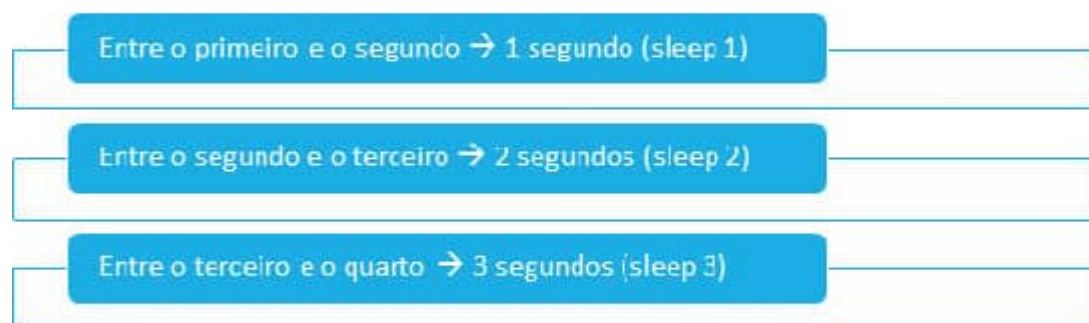 Entre o primeiro e o segundo → 1 segundo (sleep 1)
Entre o segundo e o terceiro → 2 segundos (sleep 2)
Entre o terceiro e o quarto → 3 segundos (sleep 3)